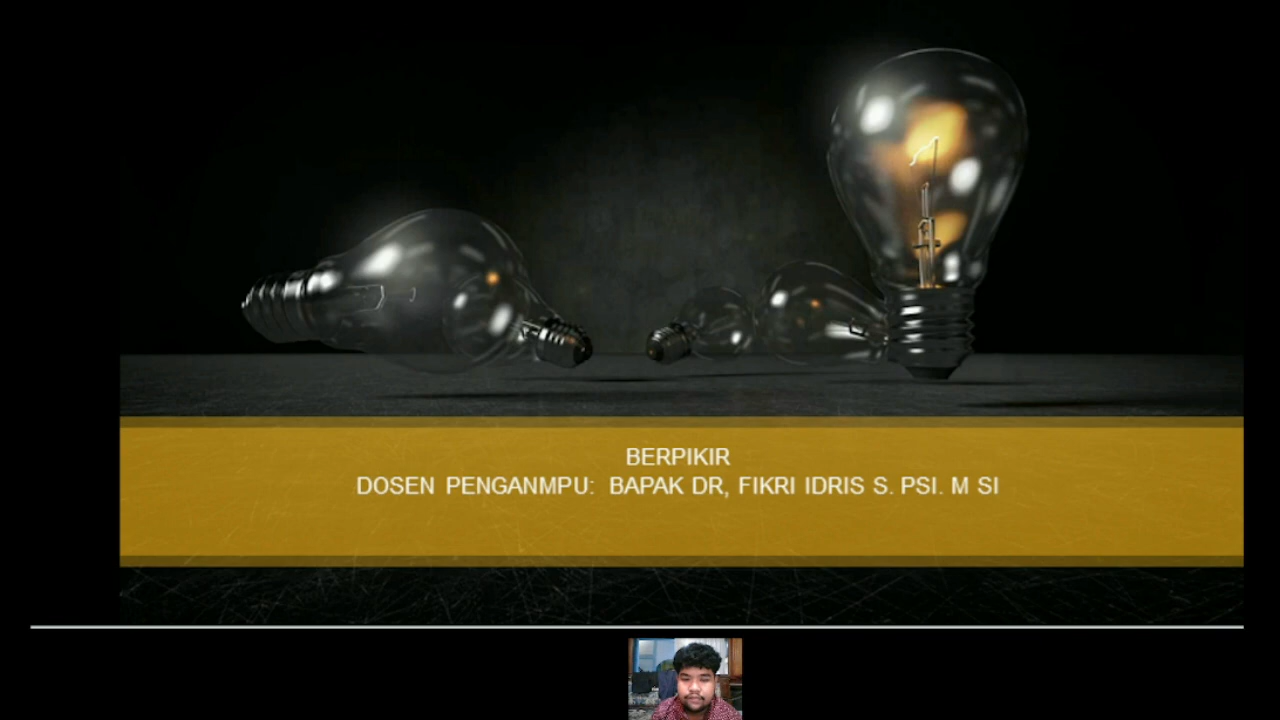 BERPIKIR
DOSEN PENGANMPU: BAPAK DR, FIKRI IDRIS S. PSI. M SI